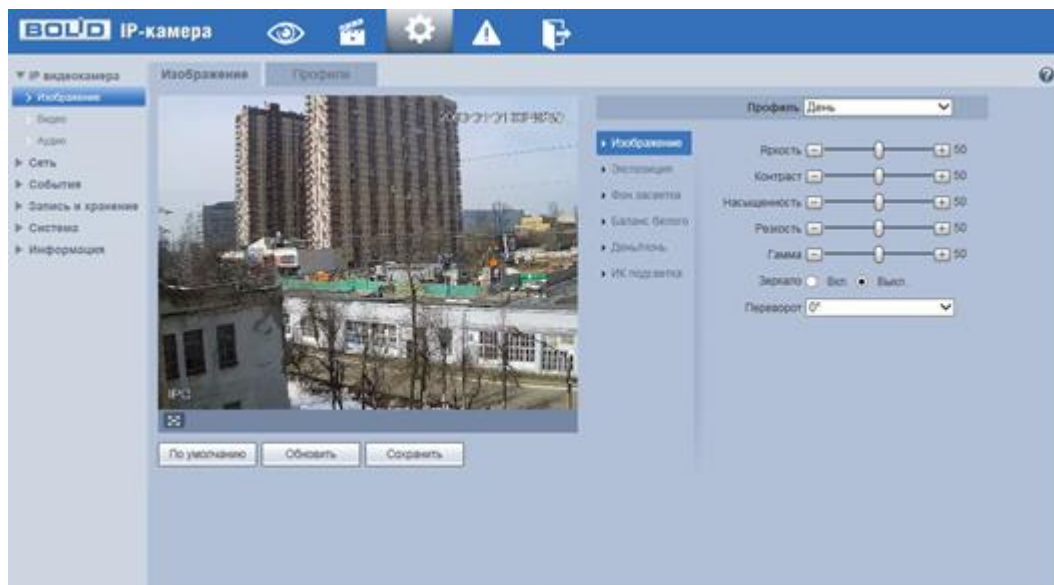 BOLID IP-камера
IP видеокамера
Изображение
Видео
Аудио
Сеть
События
Запись и хранение
Система
Информация
Изображение
Профили
IPC
По умолчанию
Обновить
Сохранить
Профиль День
Изображение
Экспозиция
Фон засветка
Баланс белого
День/Ночь
ИК подсветка
Яркость 50
Контраст 50
Насыщенность 50
Резкость 50
Гамма 50
Зеркало Вкл Выкл
Переворот 0°